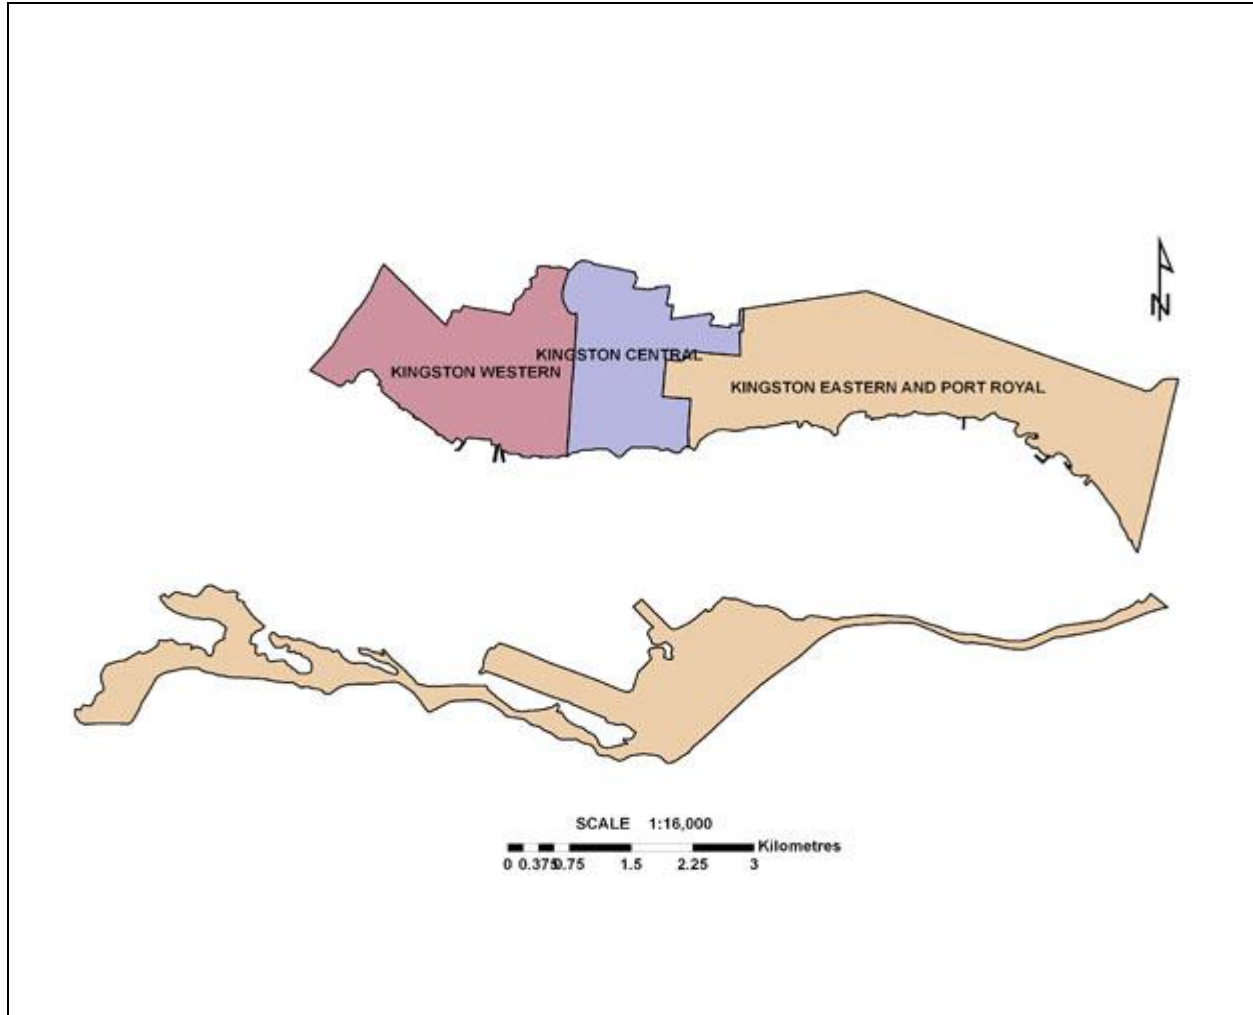 N
KINGSTON CENTRAL
KINGSTON WESTERN
KINGSTON EASTERN AND PORT ROYAL
SCALE 1:16,000
Kilometres
0 0.375 0.75 1.5 2.25 3